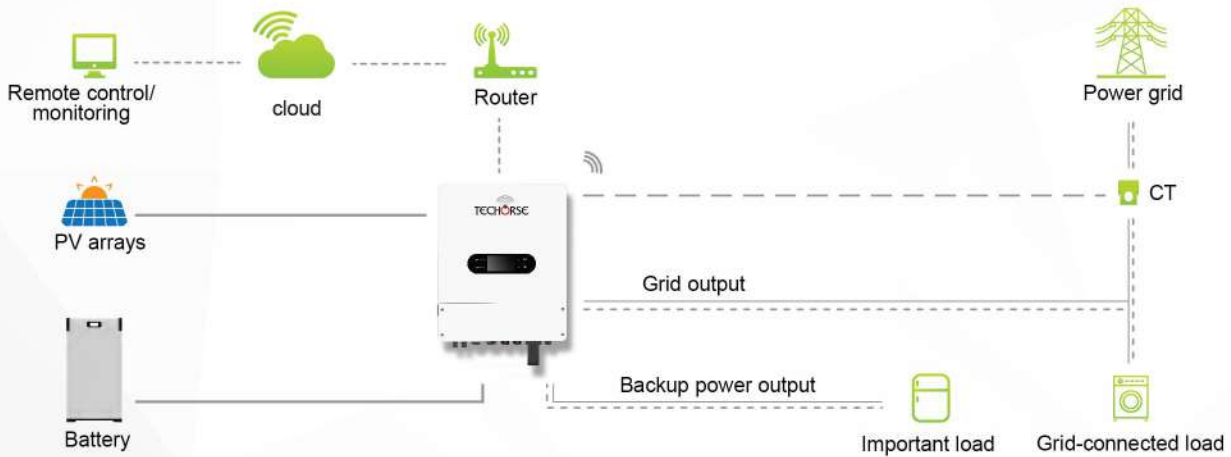 Remote control/
monitoring
cloud
Router
Power grid
PV arrays
TECHORSE
CT
Grid output
Battery
Backup power output
Important load
Grid-connected load